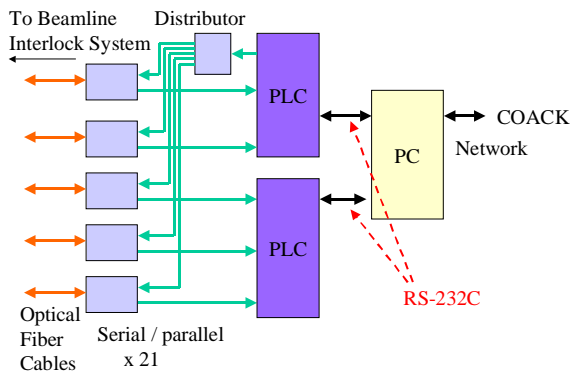 To Beamline
Interlock System
Distributor
PLC
COACK
PC
Network
PLC
RS-232C
Optical
Fiber
Cables
Serial / parallel
x 21